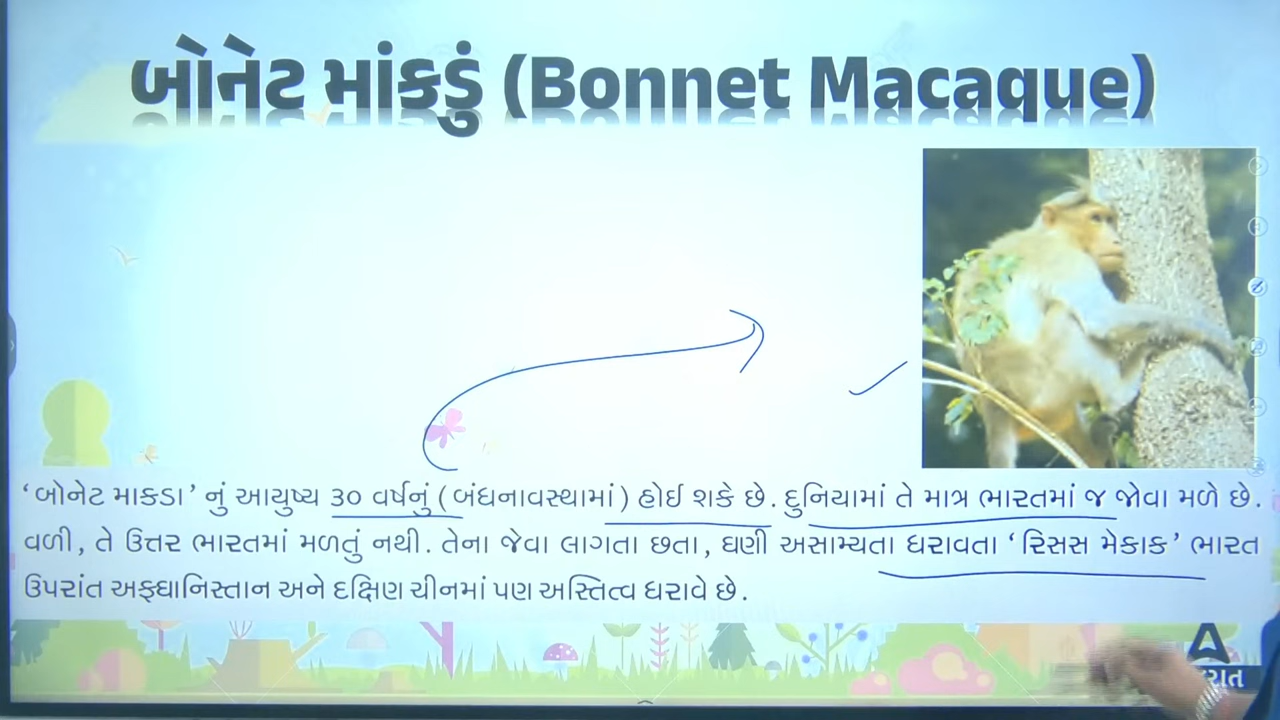 બોનેટ માંકડું (Bonnet Macaque)
‘બોનેટ માકડા’ નું આયુષ્ય ૩૦ વર્ષનું (બંધનાવસ્થામાં) હોઈ શકે છે. દુનિયામાં તે માત્ર ભારતમાં જ જોવા મળે છે.
વળી, તે ઉત્તર ભારતમાં મળતું નથી. તેના જેવા લાગતા છતા, ઘણી અસામ્યતા ધરાવતા ‘રિસસ મેકાક’ ભારત
ઉપરાંત અફઘાનિસ્તાન અને દક્ષિણ ચીનમાં પણ અસ્તિત્વ ધરાવે છે.